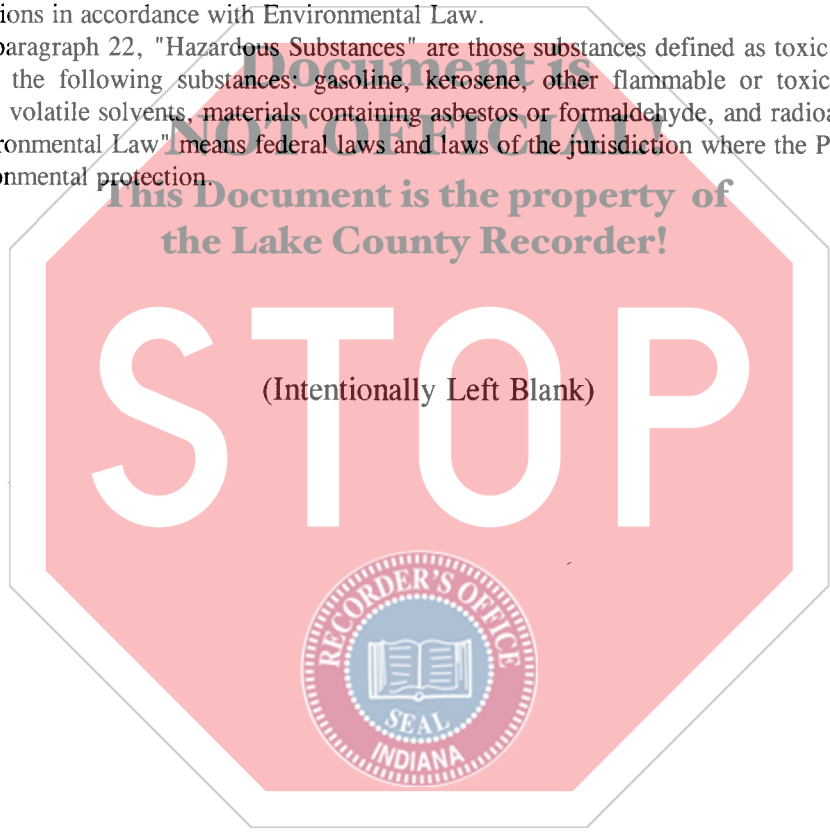 ions in accordance with Environmental Law.
paragraph 22, "Hazardous Substances" are those substances defined as toxic
the following substances: gasoline, kerosene, other flammable or toxic
volatile solvents, materials containing asbestos or formaldehyde, and radioa
ronmental Law" means federal laws and laws of the jurisdiction where the P
onmental protection.
Document is
NOT OFFICIAL!
This Document is the property of
the Lake County Recorder!
STOP
(Intentionally Left Blank)
RECORDER'S OFFICE
SEAL
INDIANA